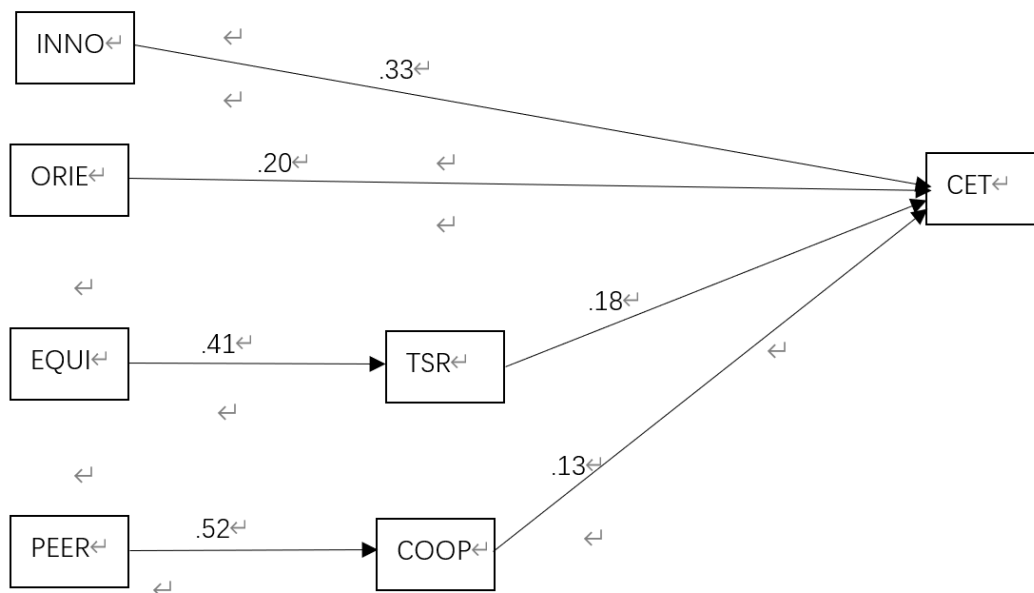 INNO
.33
ORIE
.20
CET
.18
EQUI
.41
TSR
.13
PEER
.52
COOP